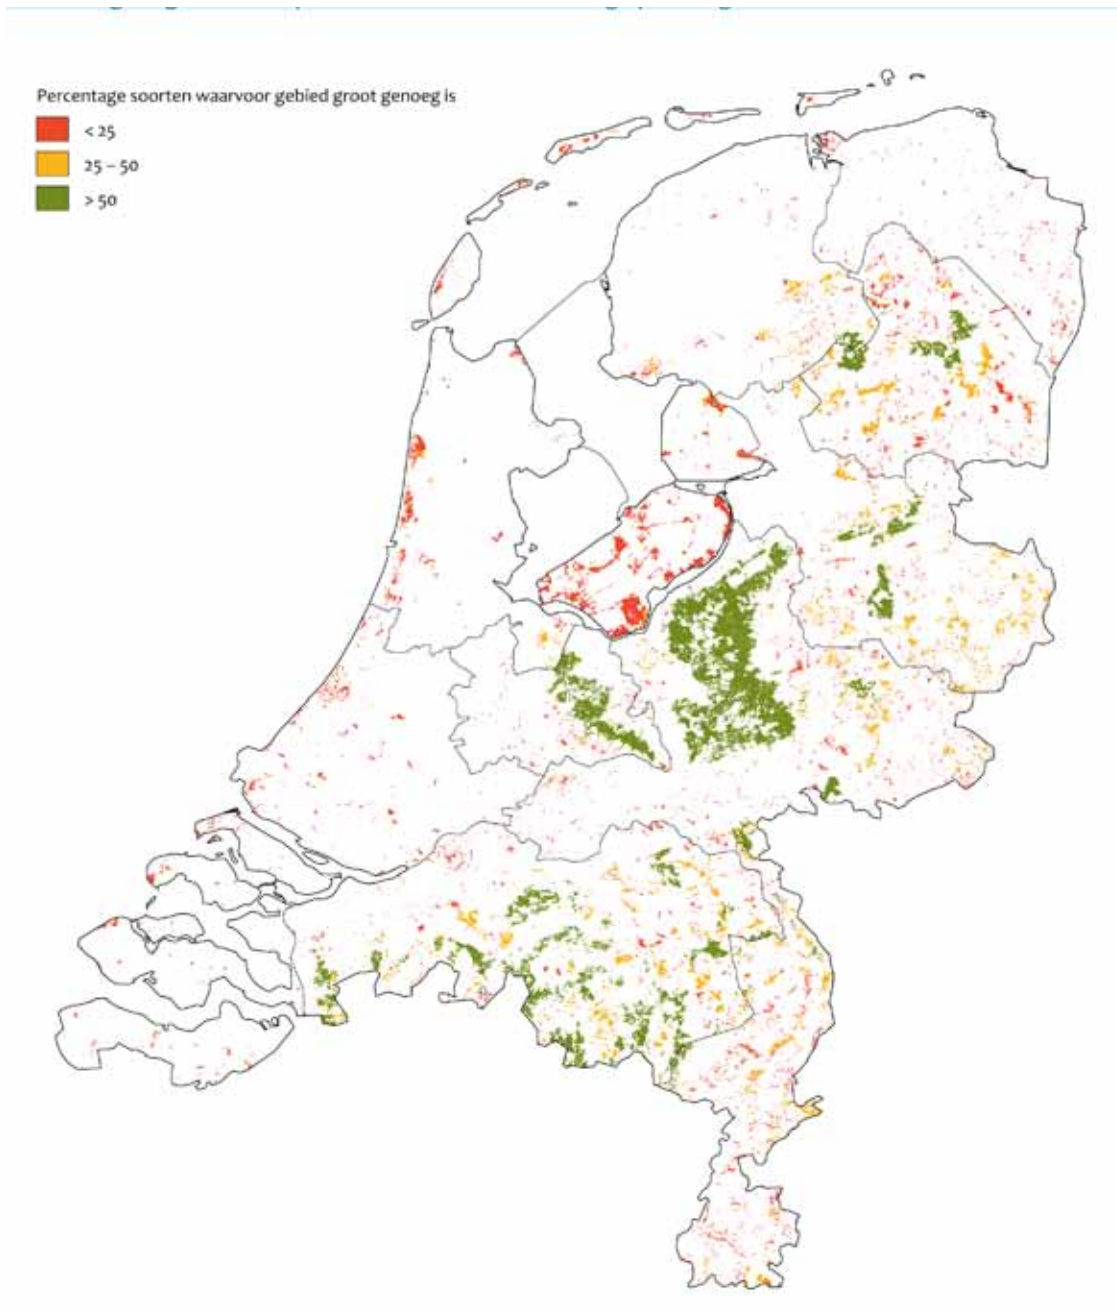 Percentage soorten waarvoor gebied groot genoeg is
< 25
25 – 50
> 50